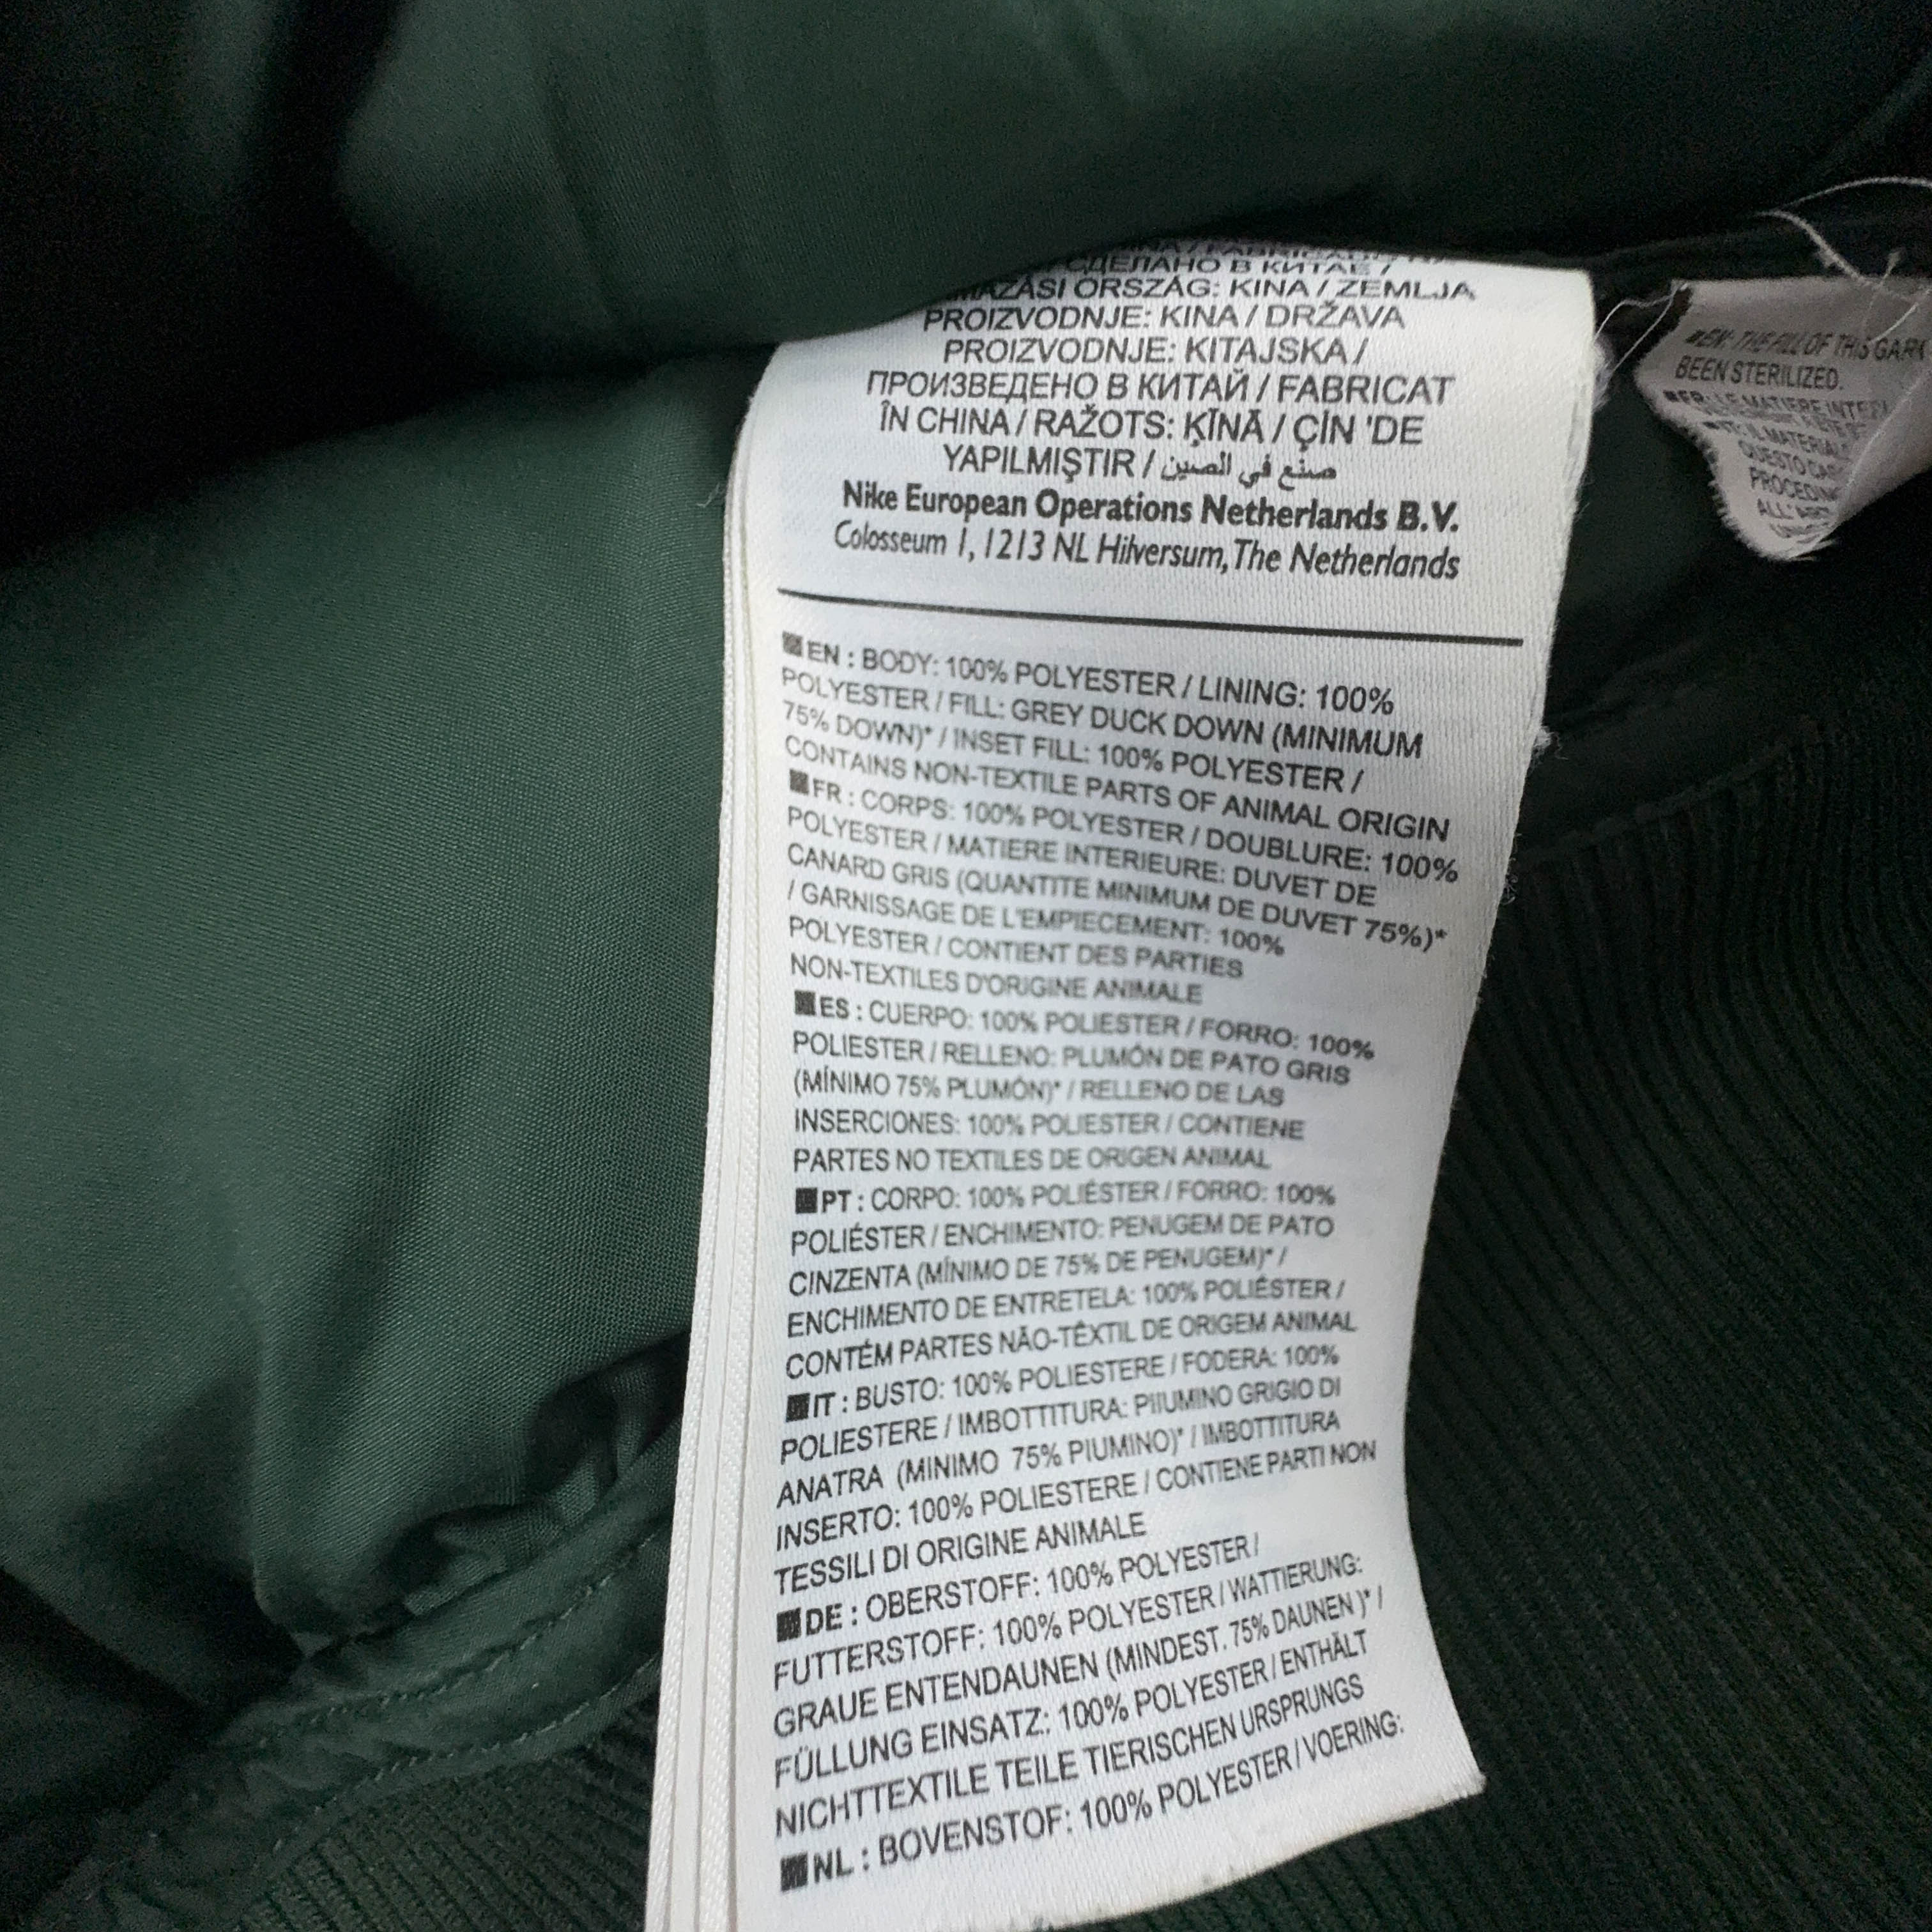 СДЕЛАНО В КИТАЕ /
ORSZÁG: KINA / ZEMLJA
PROIZVODNJE: KINA / DRŽAVA
PROIZVODNJE: KITAJSKA /
ПРОИЗВЕДЕНО В КИТАЙ / FABRICAT
ÎN CHINA / RAŽOTS: ĶĪNĀ / ÇİN 'DE
YAPILMIŞTIR / صنع في الصين
Nike European Operations Netherlands B.V.
Colosseum 1, 1213 NL Hilversum, The Netherlands
EN : BODY: 100% POLYESTER / LINING: 100%
POLYESTER / FILL: GREY DUCK DOWN (MINIMUM
75% DOWN)* / INSET FILL: 100% POLYESTER /
CONTAINS NON-TEXTILE PARTS OF ANIMAL ORIGIN
FR : CORPS: 100% POLYESTER / DOUBLURE: 100%
POLYESTER / MATIERE INTERIEURE: DUVET DE
CANARD GRIS (QUANTITE MINIMUM DE DUVET 75%)*
/ GARNISSAGE DE L'EMPIECEMENT: 100%
POLYESTER / CONTIENT DES PARTIES
NON-TEXTILES D'ORIGINE ANIMALE
ES : CUERPO: 100% POLIESTER / FORRO: 100%
POLIESTER / RELLENO: PLUMÓN DE PATO GRIS
(MÍNIMO 75% PLUMÓN)* / RELLENO DE LAS
INSERCIONES: 100% POLIESTER / CONTIENE
PARTES NO TEXTILES DE ORIGEN ANIMAL
PT : CORPO: 100% POLIÉSTER / FORRO: 100%
POLIÉSTER / ENCHIMENTO: PENUGEM DE PATO
CINZENTA (MÍNIMO DE 75% DE PENUGEM)* /
ENCHIMENTO DE ENTRETELA: 100% POLIÉSTER /
CONTÉM PARTES NÃO-TÊXTIL DE ORIGEM ANIMAL
IT : BUSTO: 100% POLIESTERE / FODERA: 100%
POLIESTERE / IMBOTTITURA: PIIUMINO GRIGIO DI
ANATRA (MINIMO 75% PIUMINO)* / IMBOTTITURA
INSERTO: 100% POLIESTERE / CONTIENE PARTI NON
TESSILI DI ORIGINE ANIMALE
DE : OBERSTOFF: 100% POLYESTER /
FUTTERSTOFF: 100% POLYESTER / WATTIERUNG:
GRAUE ENTENDAUNEN (MINDEST. 75% DAUNEN )* /
FÜLLUNG EINSATZ: 100% POLYESTER / ENTHÄLT
NICHTTEXTILE TEILE TIERISCHEN URSPRUNGS
NL : BOVENSTOF: 100% POLYESTER / VOERING:
EN: THE FILL OF THIS
BEEN STERILIZED.
FR: LE MATIERE
IT: IL
QUESTO